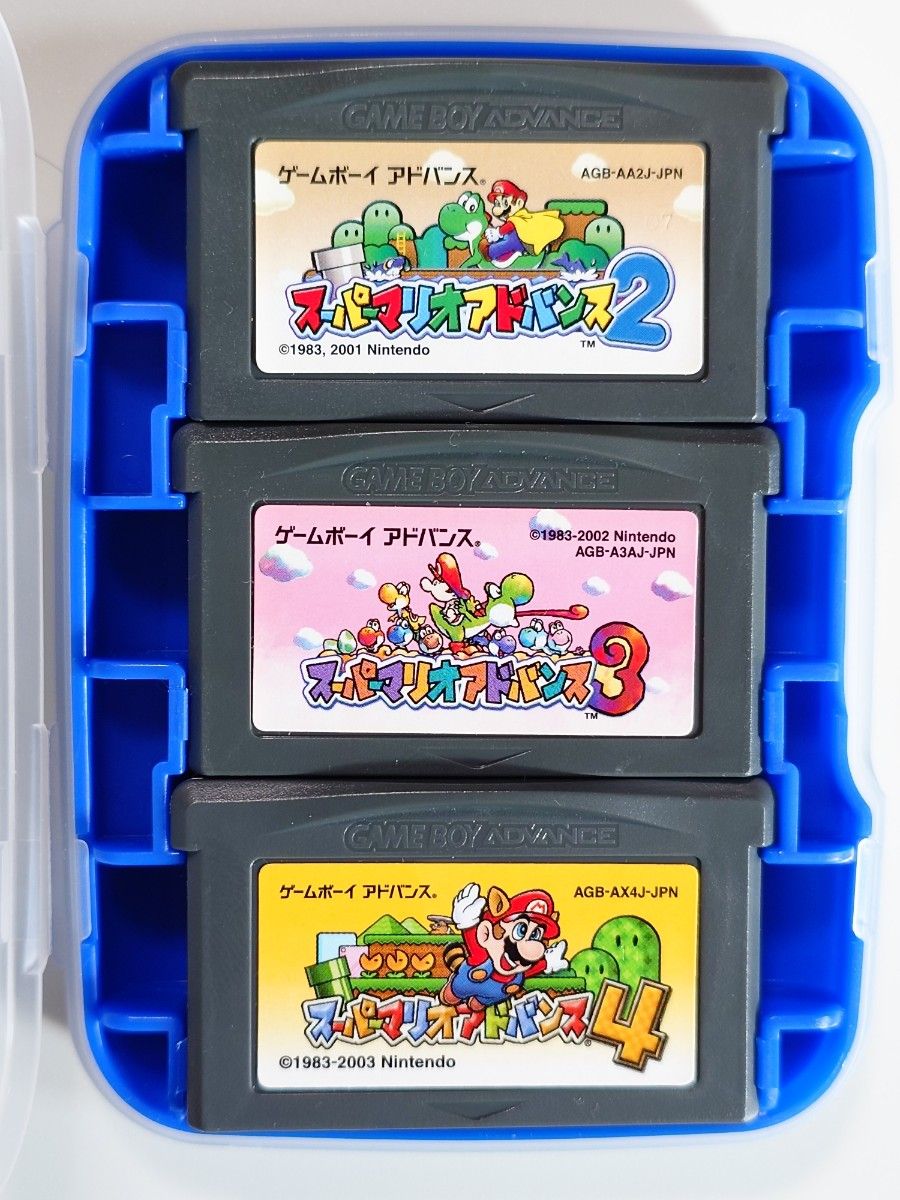 GAME BOY ADVANCE
ゲームボーイ アドバンス®
AGB-AA2J-JPN
スーパーマリオアドバンス2
TM
©1983, 2001 Nintendo
GAME BOY ADVANCE
ゲームボーイ アドバンス®
©1983-2002 Nintendo
AGB-A3AJ-JPN
スーパーマリオアドバンス3
TM
GAME BOY ADVANCE
ゲームボーイ アドバンス®
AGB-AX4J-JPN
スーパーマリオアドバンス®4
©1983-2003 Nintendo